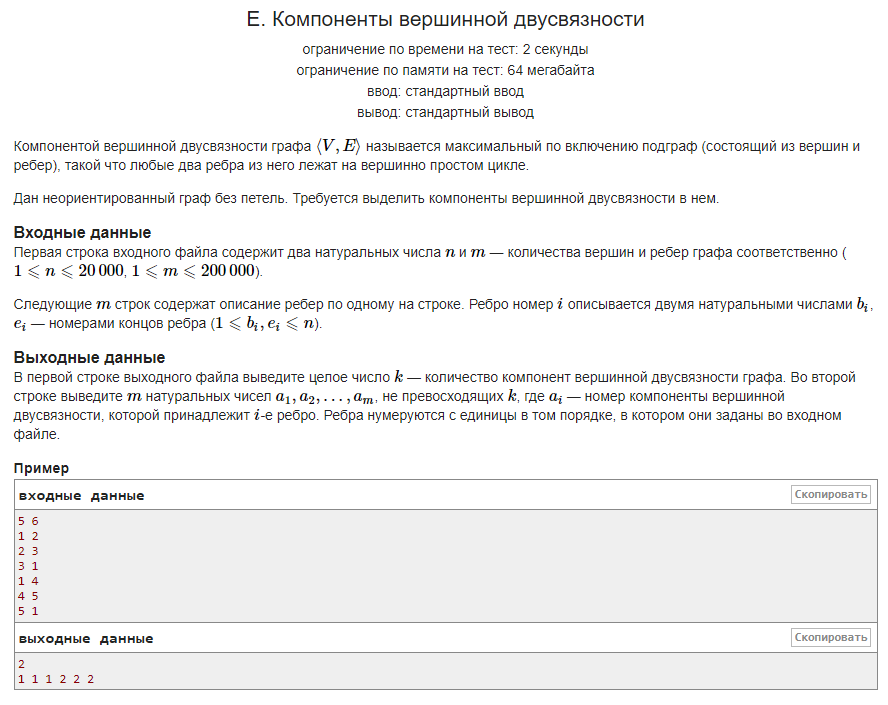 E. Компоненты вершинной двусвязности
ограничение по времени на тест: 2 секунды
ограничение по памяти на тест: 64 мегабайта
ввод: стандартный ввод
вывод: стандартный вывод
Компонентой вершинной двусвязности графа ⟨V, E⟩ называется максимальный по включению подграф (состоящий из вершин и
ребер), такой что любые два ребра из него лежат на вершинно простом цикле.
Дан неориентированный граф без петель. Требуется выделить компоненты вершинной двусвязности в нем.
Входные данные
Первая строка входного файла содержит два натуральных числа n и m — количества вершин и ребер графа соответственно (
1 ⩽ n ⩽ 20 000, 1 ⩽ m ⩽ 200 000).
Следующие m строк содержат описание ребер по одному на строке. Ребро номер i описывается двумя натуральными числами b_i,
e_i — номерами концов ребра (1 ⩽ b_i, e_i ⩽ n).
Выходные данные
В первой строке выходного файла выведите целое число k — количество компонент вершинной двусвязности графа. Во второй
строке выведите m натуральных чисел a_1, a_2, . . . , a_m, не превосходящих k, где a_i — номер компоненты вершинной
двусвязности, которой принадлежит i-е ребро. Ребра нумеруются с единицы в том порядке, в котором они заданы во входном
файле.
Пример
входные данные Скопировать
5 6
1 2
2 3
3 1
1 4
4 5
5 1
выходные данные Скопировать
2
1 1 1 2 2 2